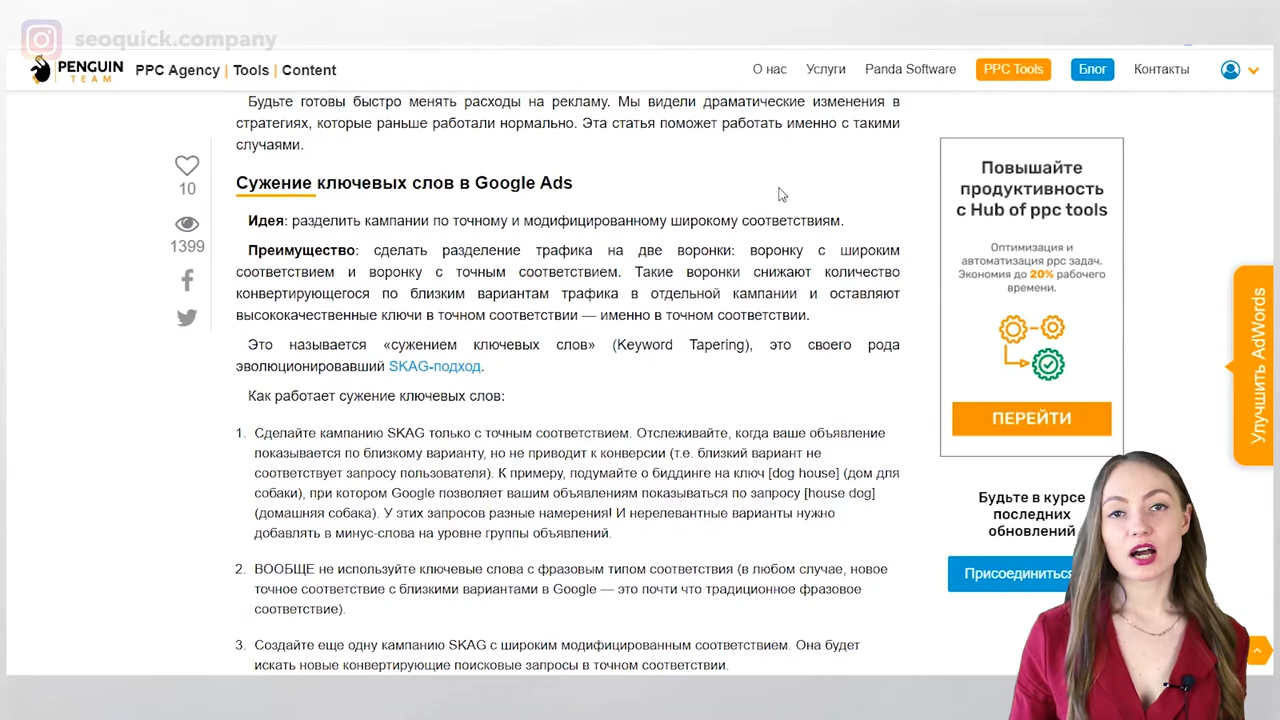 seoquick.company
PENGUIN
TEAM
PPC Agency | Tools | Content
О нас
Услуги
Panda Software
PPC Tools
Блог
Контакты
Будьте готовы быстро менять расходы на рекламу. Мы видели драматические изменения в
стратегиях, которые раньше работали нормально. Эта статья поможет работать именно с такими
случаями.
10
1399
Сужение ключевых слов в Google Ads
Идея: разделить кампании по точному и модифицированному широкому соответствиям.
Преимущество: сделать разделение трафика на две воронки: воронку с широким
соответствием и воронку с точным соответствием. Такие воронки снижают количество
конвертирующегося по близким вариантам трафика в отдельной кампании и оставляют
высококачественные ключи в точном соответствии — именно в точном соответствии.
Это называется «сужением ключевых слов» (Keyword Tapering), это своего рода
эволюционировавший SKAG-подход.
Как работает сужение ключевых слов:
1. Сделайте кампанию SKAG только с точным соответствием. Отслеживайте, когда ваше объявление
показывается по близкому варианту, но не приводит к конверсии (т.е. близкий вариант не
соответствует запросу пользователя). К примеру, подумайте о биддинге на ключ [dog house] (дом для
собаки), при котором Google позволяет вашим объявлениям показываться по запросу [house dog]
(домашняя собака). У этих запросов разные намерения! И нерелевантные варианты нужно
добавлять в минус-слова на уровне группы объявлений.
2. ВООБЩЕ не используйте ключевые слова с фразовым типом соответствия (в любом случае, новое
точное соответствие с близкими вариантами в Google — это почти что традиционное фразовое
соответствие).
3. Создайте еще одну кампанию SKAG с широким модифицированным соответствием. Она будет
искать новые конвертирующие поисковые запросы в точном соответствии.
Повышайте
продуктивность
с Hub of ppc tools
Оптимизация и
автоматизация ppc задач.
Экономия до 20% рабочего
времени.
ПЕРЕЙТИ
Улучшить AdWords
Будьте в курсе
последних
обновлений
Присоединиться